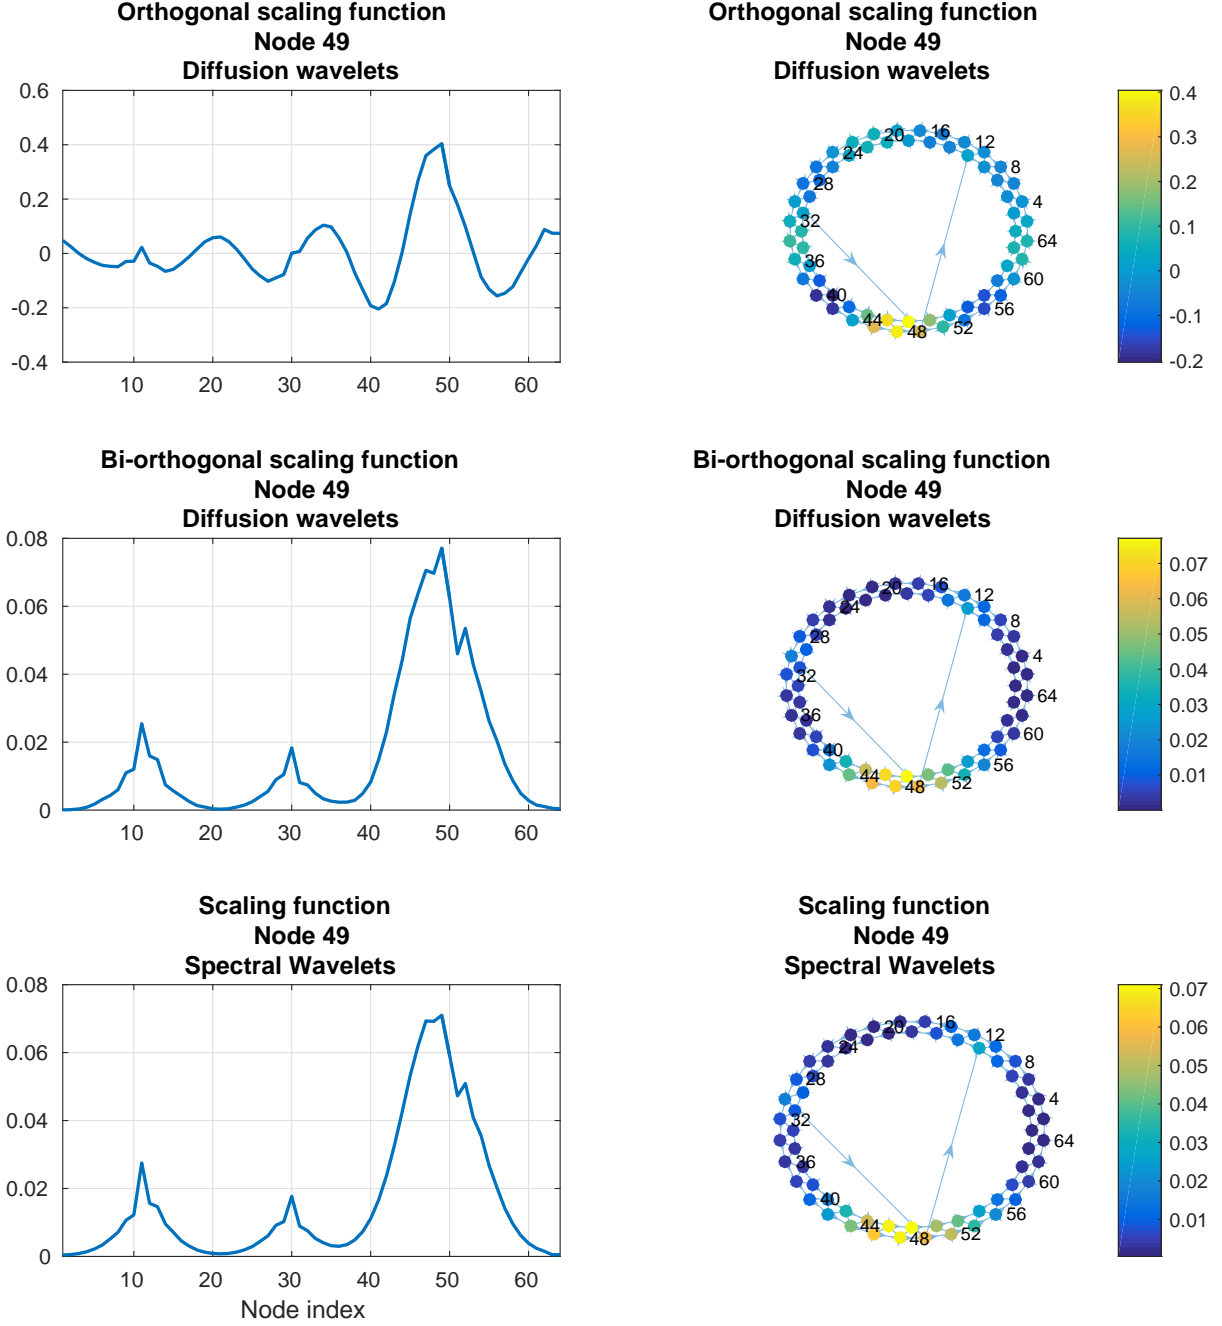 Orthogonal scaling function
Node 49
Diffusion wavelets
0.6
0.4
0.2
0
-0.2
-0.4
10 20 30 40 50 60
Orthogonal scaling function
Node 49
Diffusion wavelets
20 16 12
24 8
28 4
32 64
36 60
40 56
44 48 52
0.4
0.3
0.2
0.1
0
-0.1
-0.2
Bi-orthogonal scaling function
Node 49
Diffusion wavelets
0.08
0.06
0.04
0.02
0
10 20 30 40 50 60
Bi-orthogonal scaling function
Node 49
Diffusion wavelets
20 16 12
24 8
28 4
32 64
36 60
40 56
44 48 52
0.07
0.06
0.05
0.04
0.03
0.02
0.01
Scaling function
Node 49
Spectral Wavelets
0.08
0.06
0.04
0.02
0
10 20 30 40 50 60
Node index
Scaling function
Node 49
Spectral Wavelets
20 16 12
24 8
28 4
32 64
36 60
40 56
44 48 52
0.07
0.06
0.05
0.04
0.03
0.02
0.01